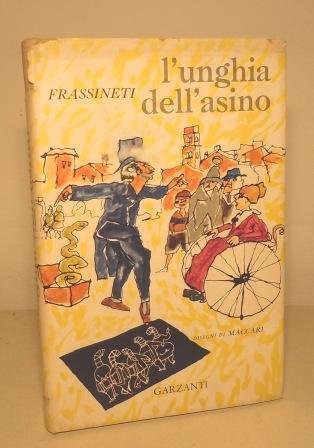 FRASSINETI
l'unghia
dell'asino
DISEGNI DI MACCARI
GARZANTI